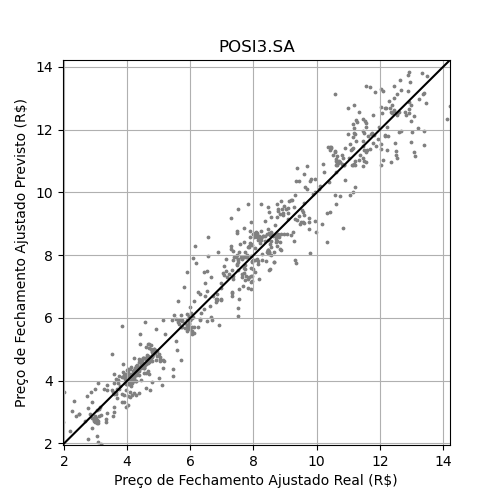 POSI3.SA
Preço de Fechamento Ajustado Previsto (R$)
14
12
10
8
6
4
2
2 4 6 8 10 12 14
Preço de Fechamento Ajustado Real (R$)